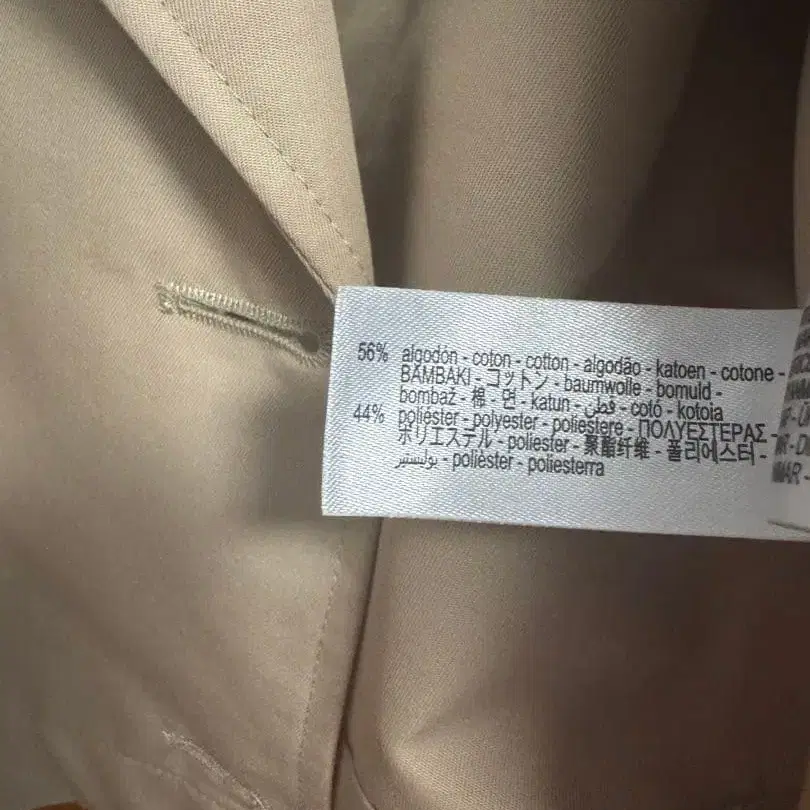 56% algodón - coton - cotton - algodão - katoen - cotone -
BAMBAKI - コットン - baumwolle - bomuld -
bombaž - 棉 - 면 - katun - قطن - cotó - kotoia
44% poliéster - polyester - poliestere - ΠΟΛΥΕΣΤΕΡΑΣ -
ポリエステル - poliester - 聚酯纤维 - 폴리에스터 -
بوليستير - polièster - poliesterra